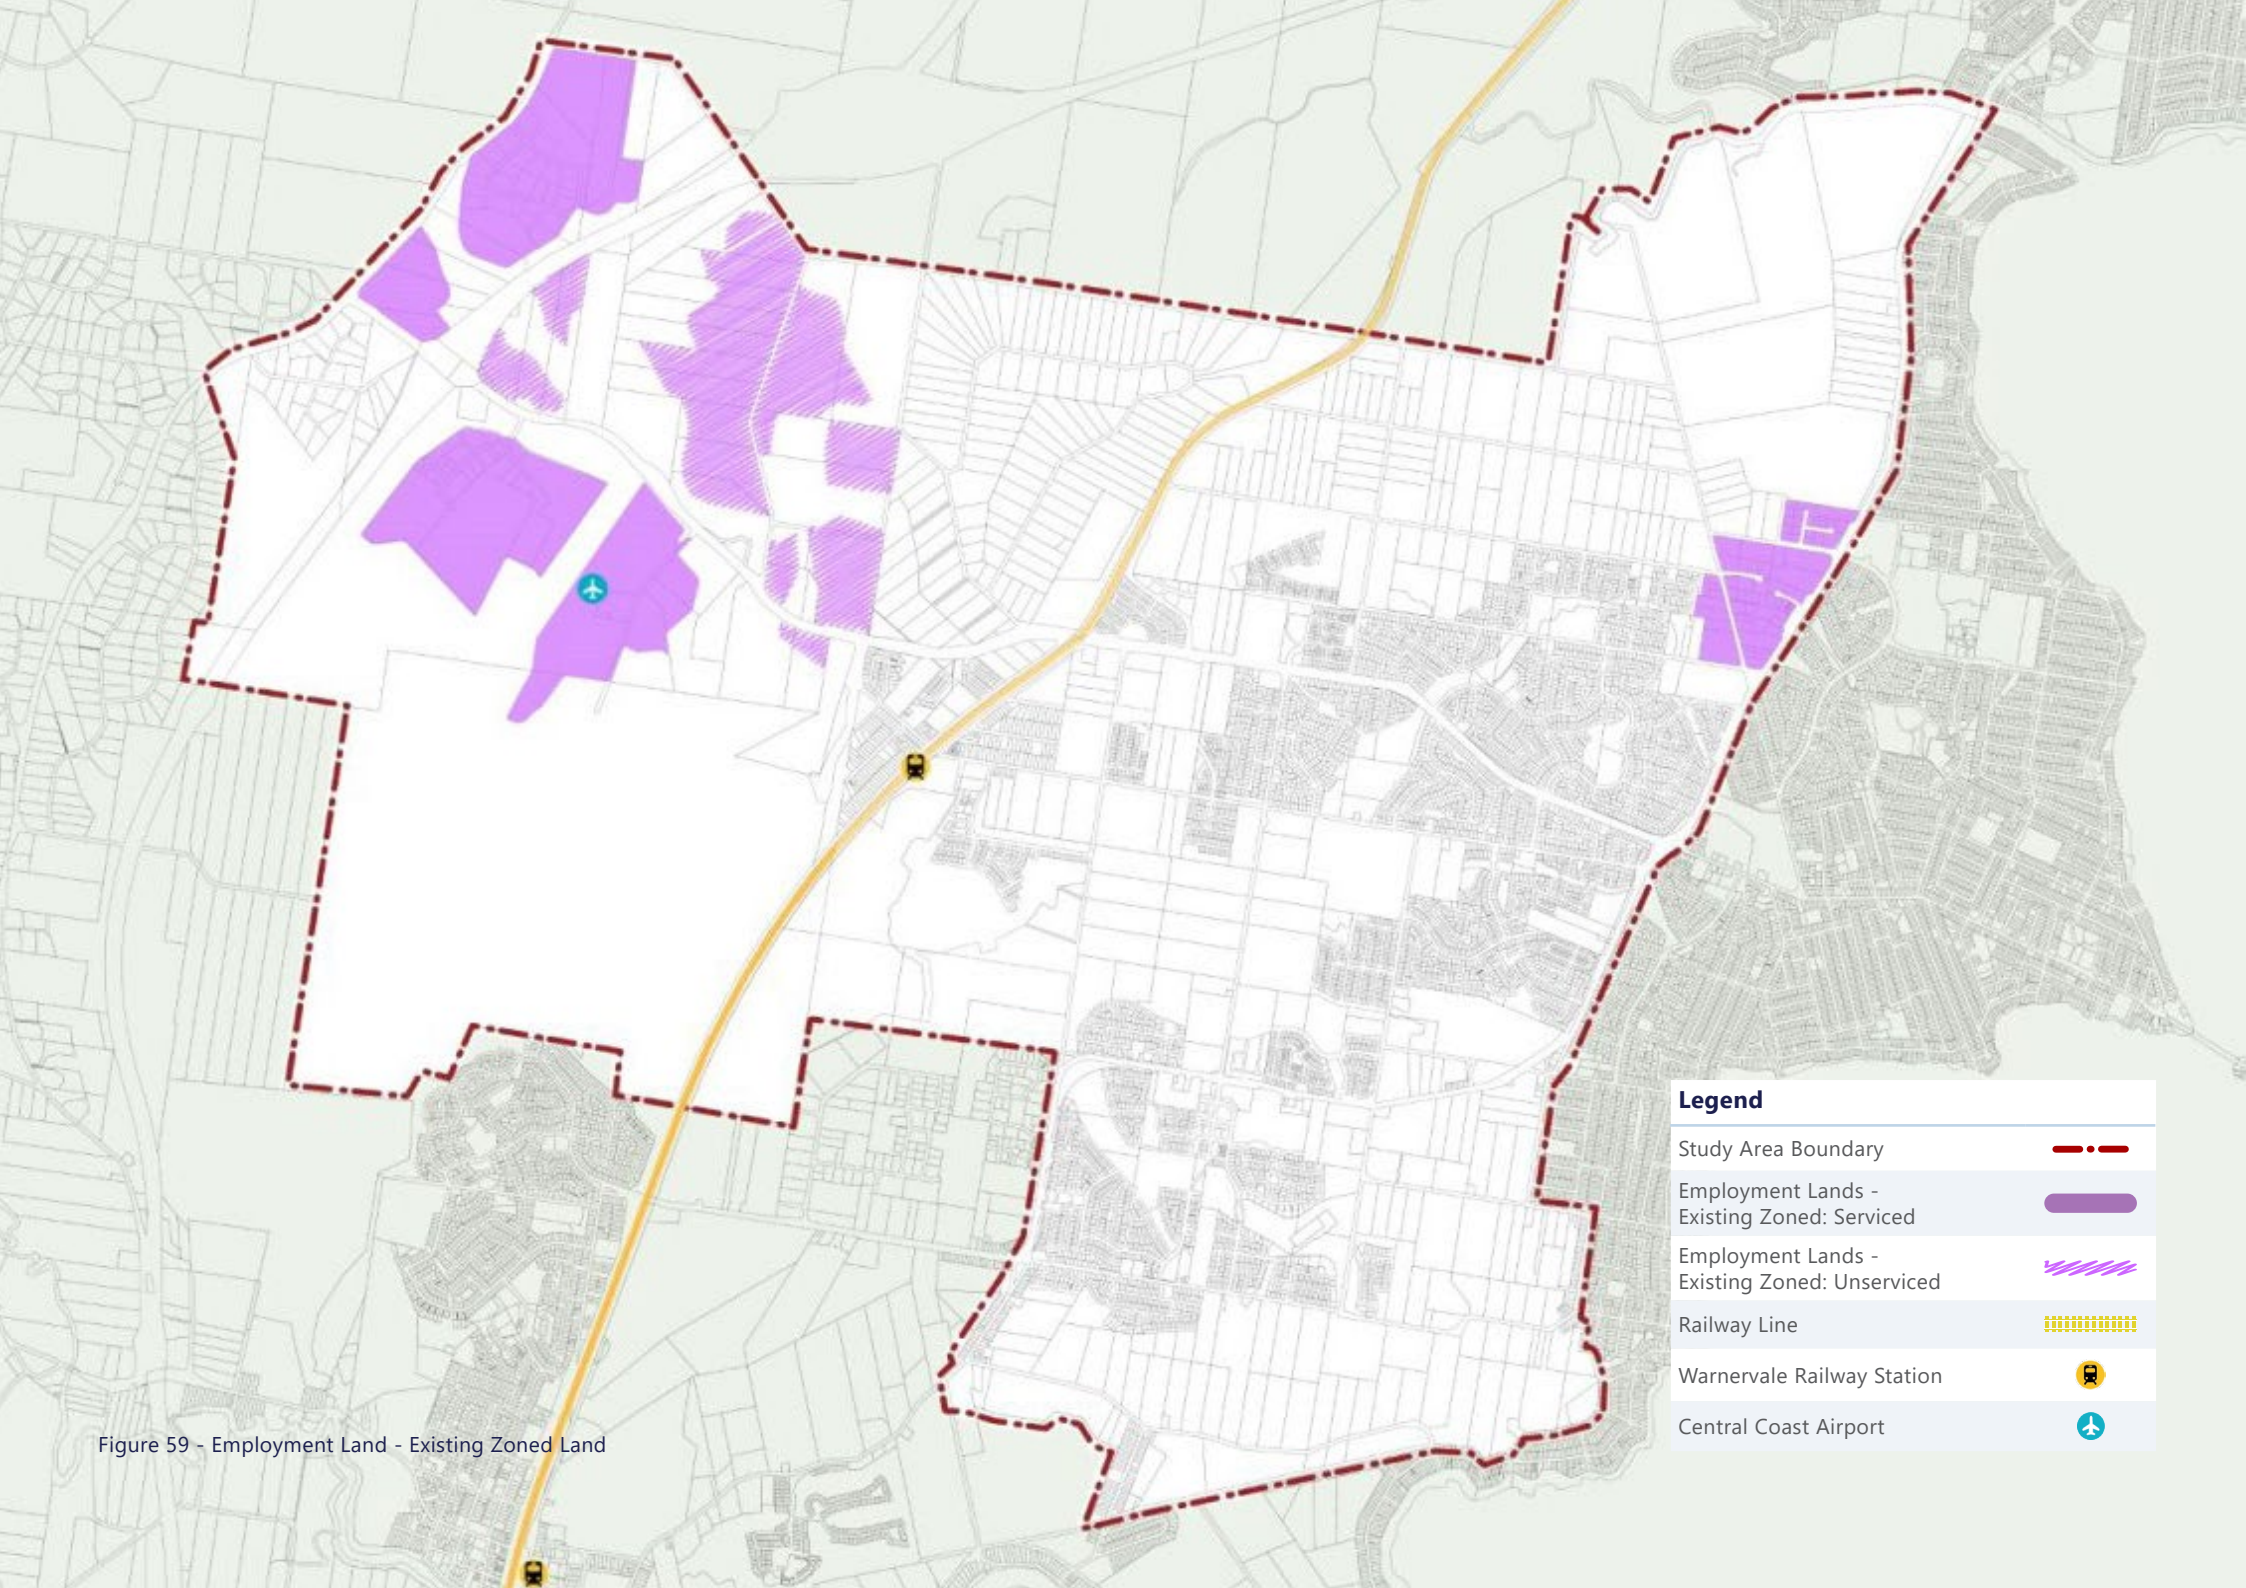 Legend
Study Area Boundary
Employment Lands -
Existing Zoned: Serviced
Employment Lands -
Existing Zoned: Unserviced
Railway Line
Warnervale Railway Station
Central Coast Airport
Figure 59 - Employment Land - Existing Zoned Land